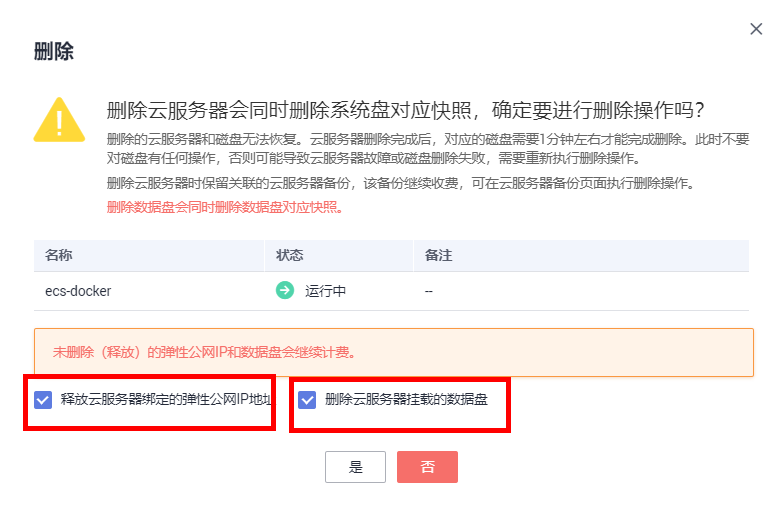 删除
删除云服务器会同时删除系统盘对应快照，确定要进行删除操作吗？
删除的云服务器和磁盘无法恢复。云服务器删除完成后，对应的磁盘需要1分钟左右才能完成删除。此时不要
对磁盘有任何操作，否则可能导致云服务器故障或磁盘删除失败，需要重新执行删除操作。
删除云服务器时保留关联的云服务器备份，该备份继续收费，可在云服务器备份页面执行删除操作。
删除数据盘会同时删除数据盘对应快照。
名称 状态 备注
ecs-docker 运行中 --
未删除（释放）的弹性公网IP和数据盘会继续计费。
释放云服务器绑定的弹性公网IP地址 删除云服务器挂载的数据盘
是 否